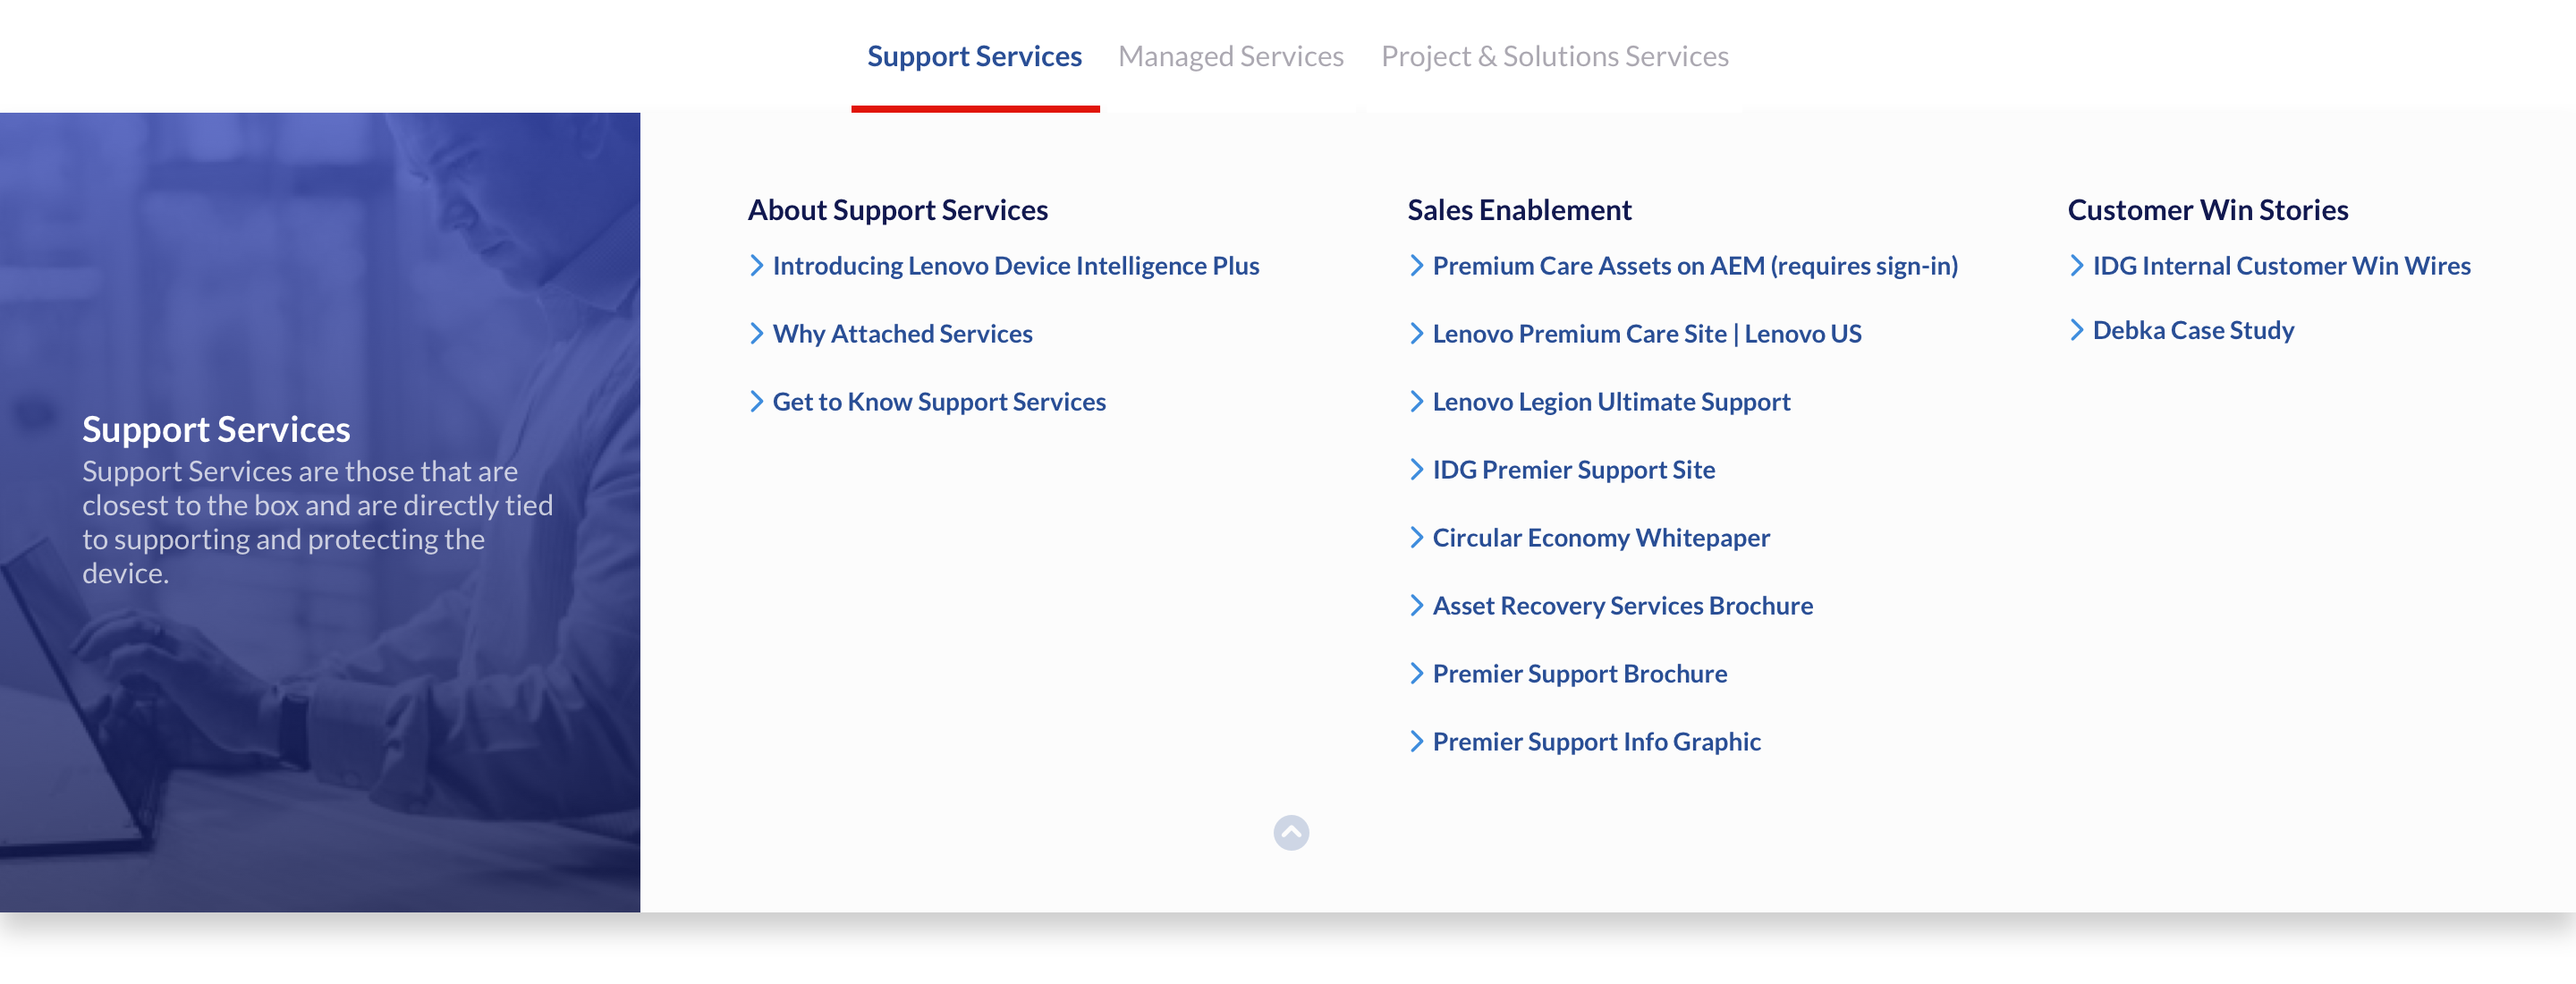 Support Services
Managed Services
Project & Solutions Services
Support Services
Support Services are those that are
closest to the box and are directly tied
to supporting and protecting the
device.
About Support Services
Introducing Lenovo Device Intelligence Plus
Why Attached Services
Get to Know Support Services
Sales Enablement
Premium Care Assets on AEM (requires sign-in)
Lenovo Premium Care Site | Lenovo US
Lenovo Legion Ultimate Support
IDG Premier Support Site
Circular Economy Whitepaper
Asset Recovery Services Brochure
Premier Support Brochure
Premier Support Info Graphic
Customer Win Stories
IDG Internal Customer Win Wires
Debka Case Study